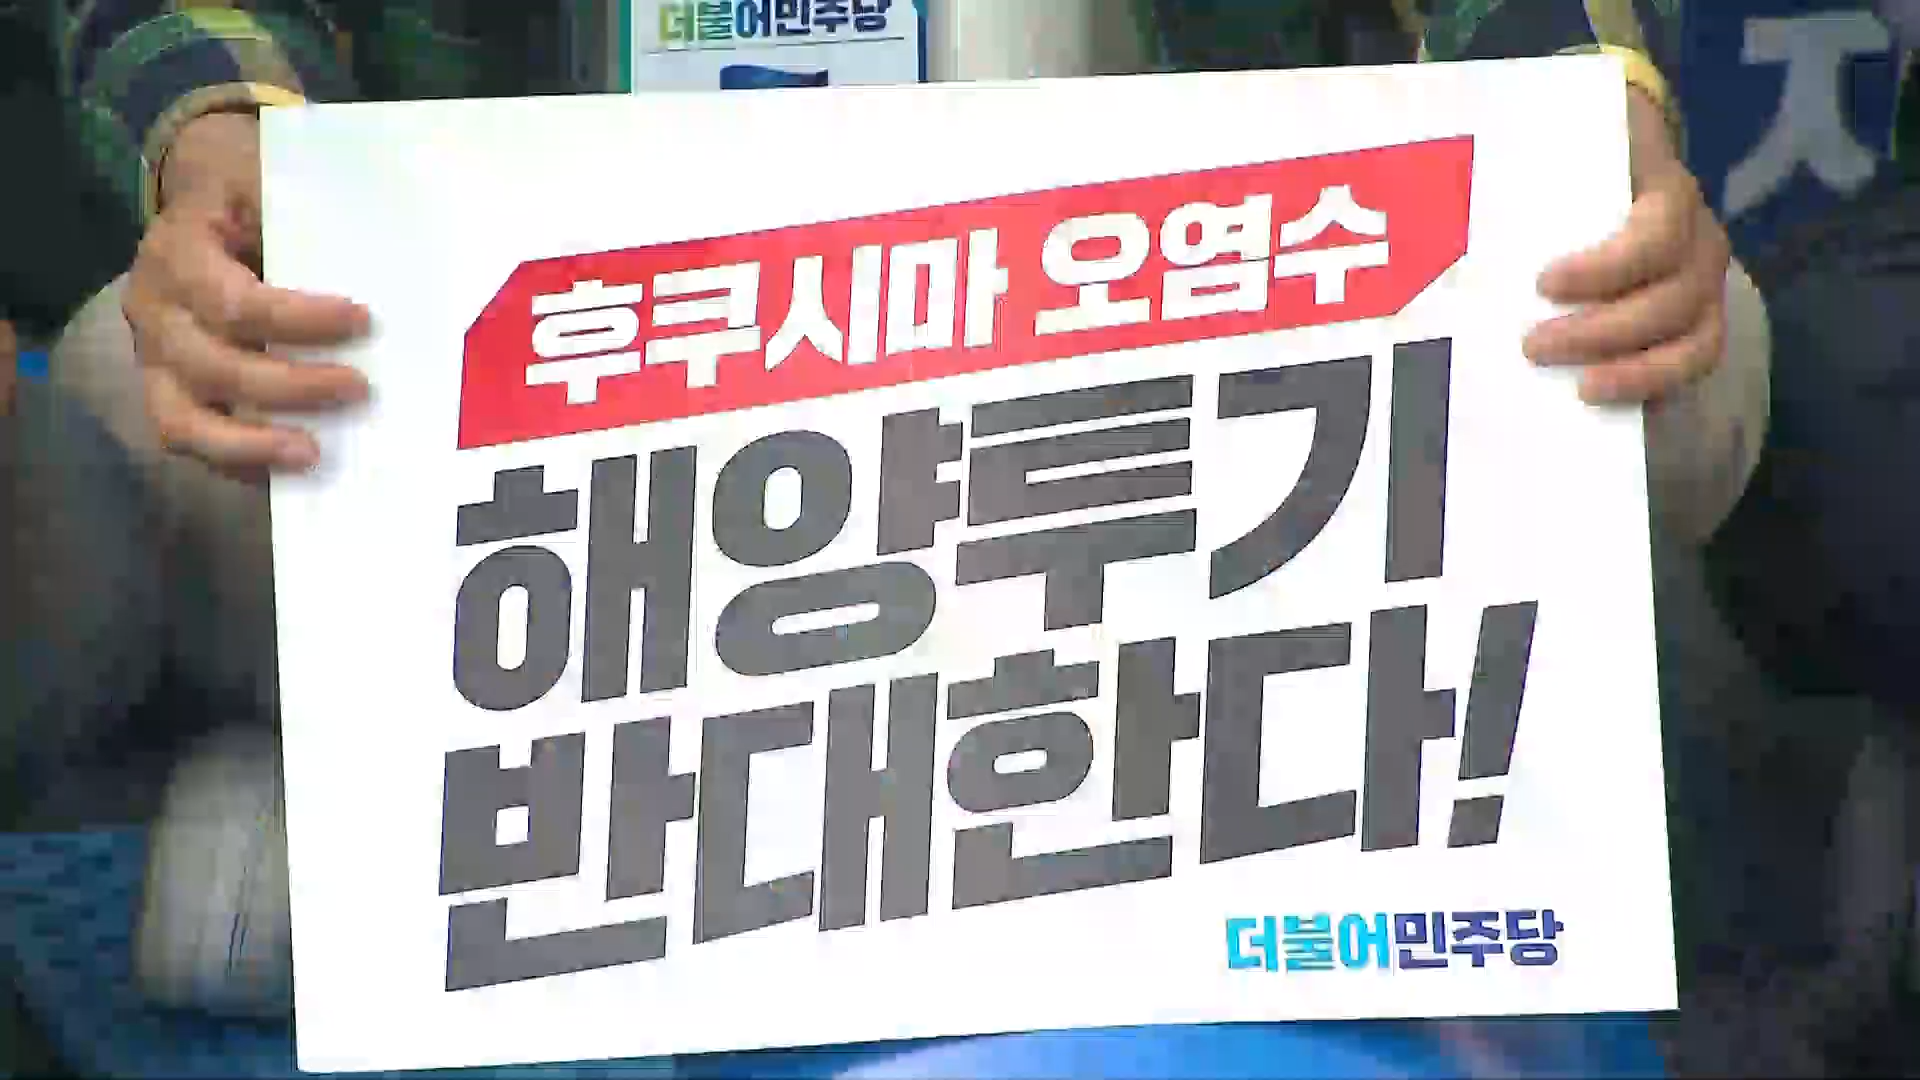 더불어민주당
지
후쿠시마 오염수
해양투기
반대한다!
더불어민주당